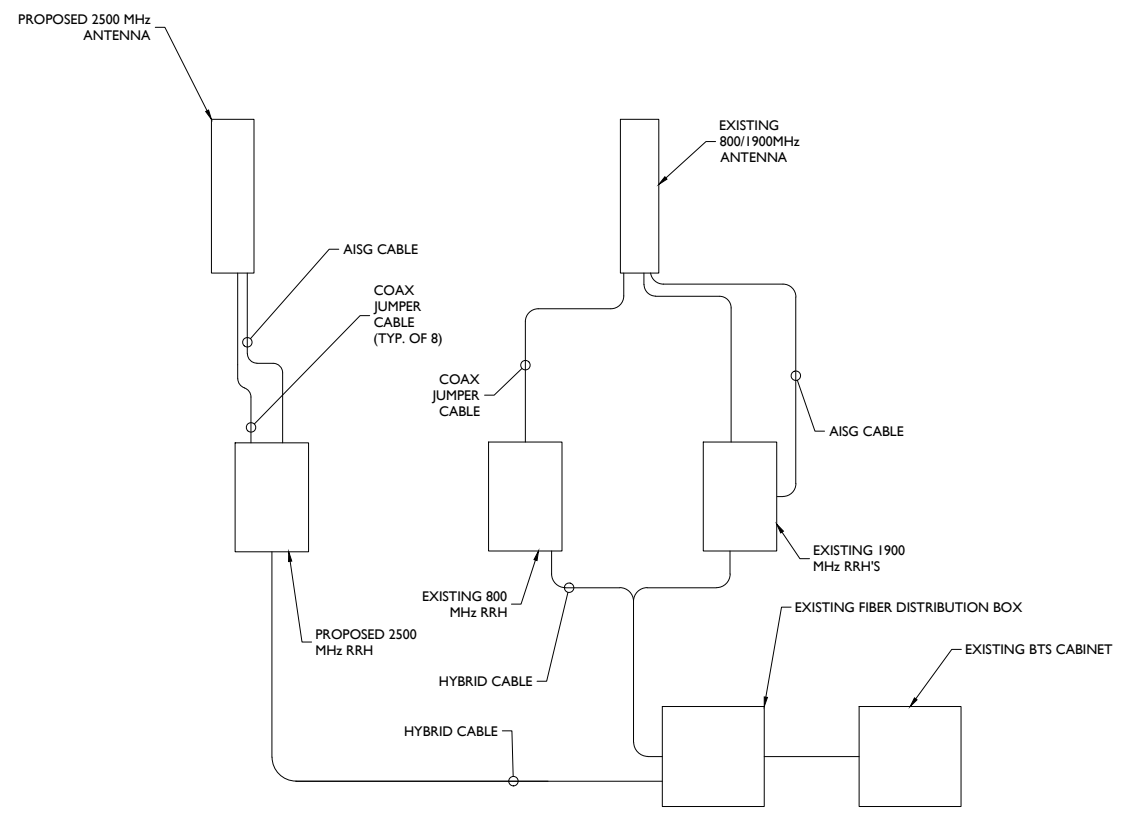 PROPOSED 2500 MHz
ANTENNA
EXISTING
800/1900MHz
ANTENNA
AISG CABLE
COAX
JUMPER
CABLE
(TYP. OF 8)
COAX
JUMPER
CABLE
AISG CABLE
EXISTING 1900
MHz RRH'S
EXISTING 800
MHz RRH
EXISTING FIBER DISTRIBUTION BOX
PROPOSED 2500
MHz RRH
EXISTING BTS CABINET
HYBRID CABLE
HYBRID CABLE